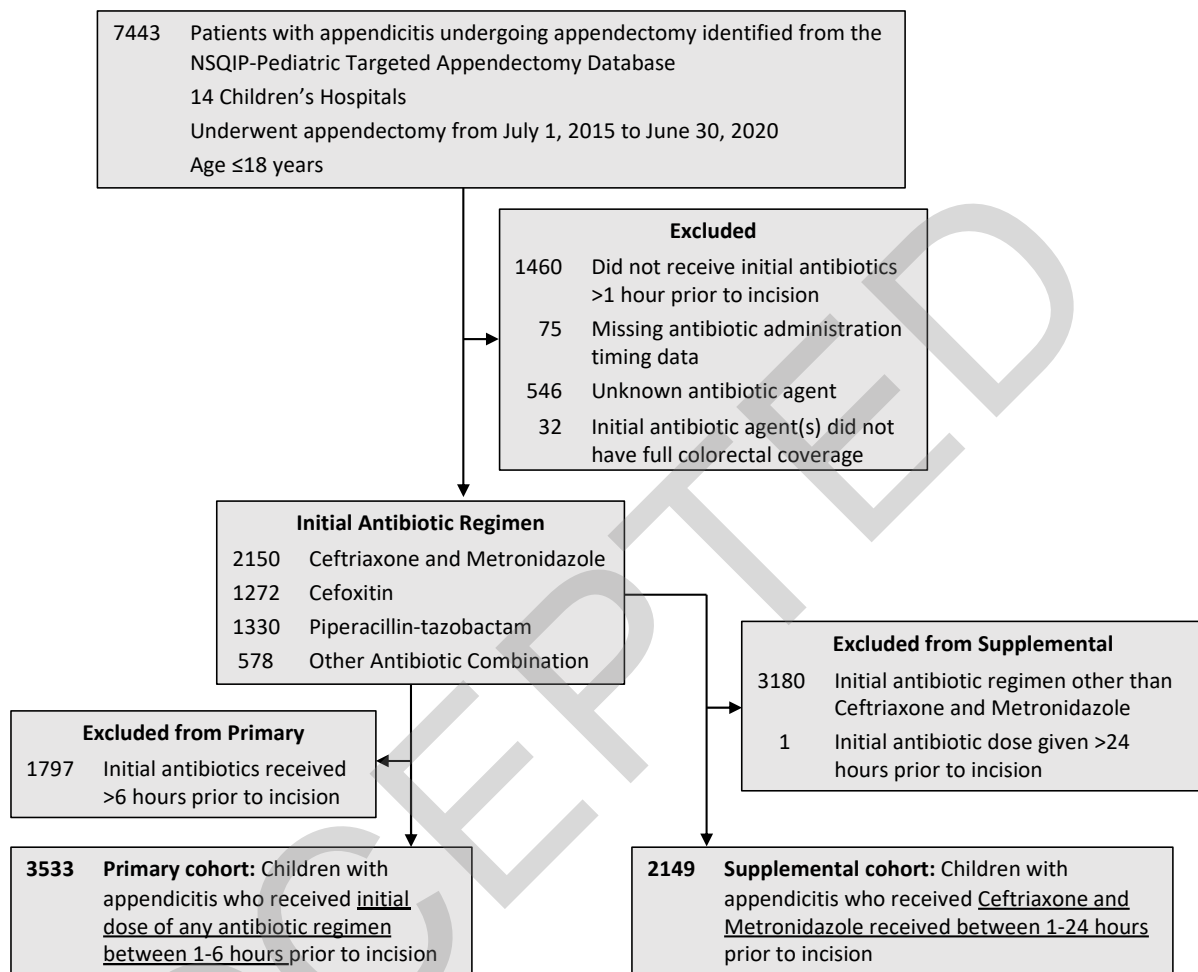 7443 Patients with appendicitis undergoing appendectomy identified from the
NSQIP-Pediatric Targeted Appendectomy Database
14 Children’s Hospitals
Underwent appendectomy from July 1, 2015 to June 30, 2020
Age ≤18 years
Excluded
1460 Did not receive initial antibiotics
>1 hour prior to incision
75 Missing antibiotic administration
timing data
546 Unknown antibiotic agent
32 Initial antibiotic agent(s) did not
have full colorectal coverage
Initial Antibiotic Regimen
2150 Ceftriaxone and Metronidazole
1272 Cefoxitin
1330 Piperacillin-tazobactam
578 Other Antibiotic Combination
Excluded from Supplemental
3180 Initial antibiotic regimen other than
Ceftriaxone and Metronidazole
1 Initial antibiotic dose given >24
hours prior to incision
Excluded from Primary
1797 Initial antibiotics received
>6 hours prior to incision
3533 Primary cohort: Children with
appendicitis who received initial
dose of any antibiotic regimen
between 1-6 hours prior to incision
2149 Supplemental cohort: Children with
appendicitis who received Ceftriaxone and
Metronidazole received between 1-24 hours
prior to incision
CEPTED